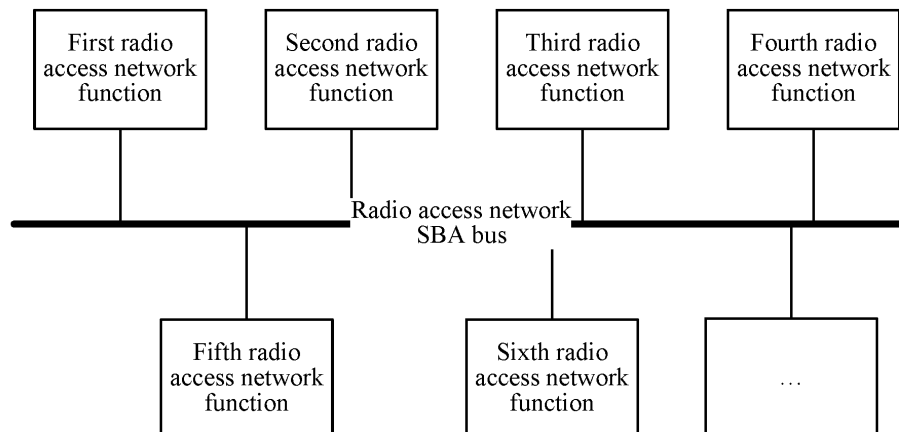 First radio
access network
function
Second radio
access network
function
Third radio
access network
function
Fourth radio
access network
function
Radio access network
SBA bus
Fifth radio
access network
function
Sixth radio
access network
function
...